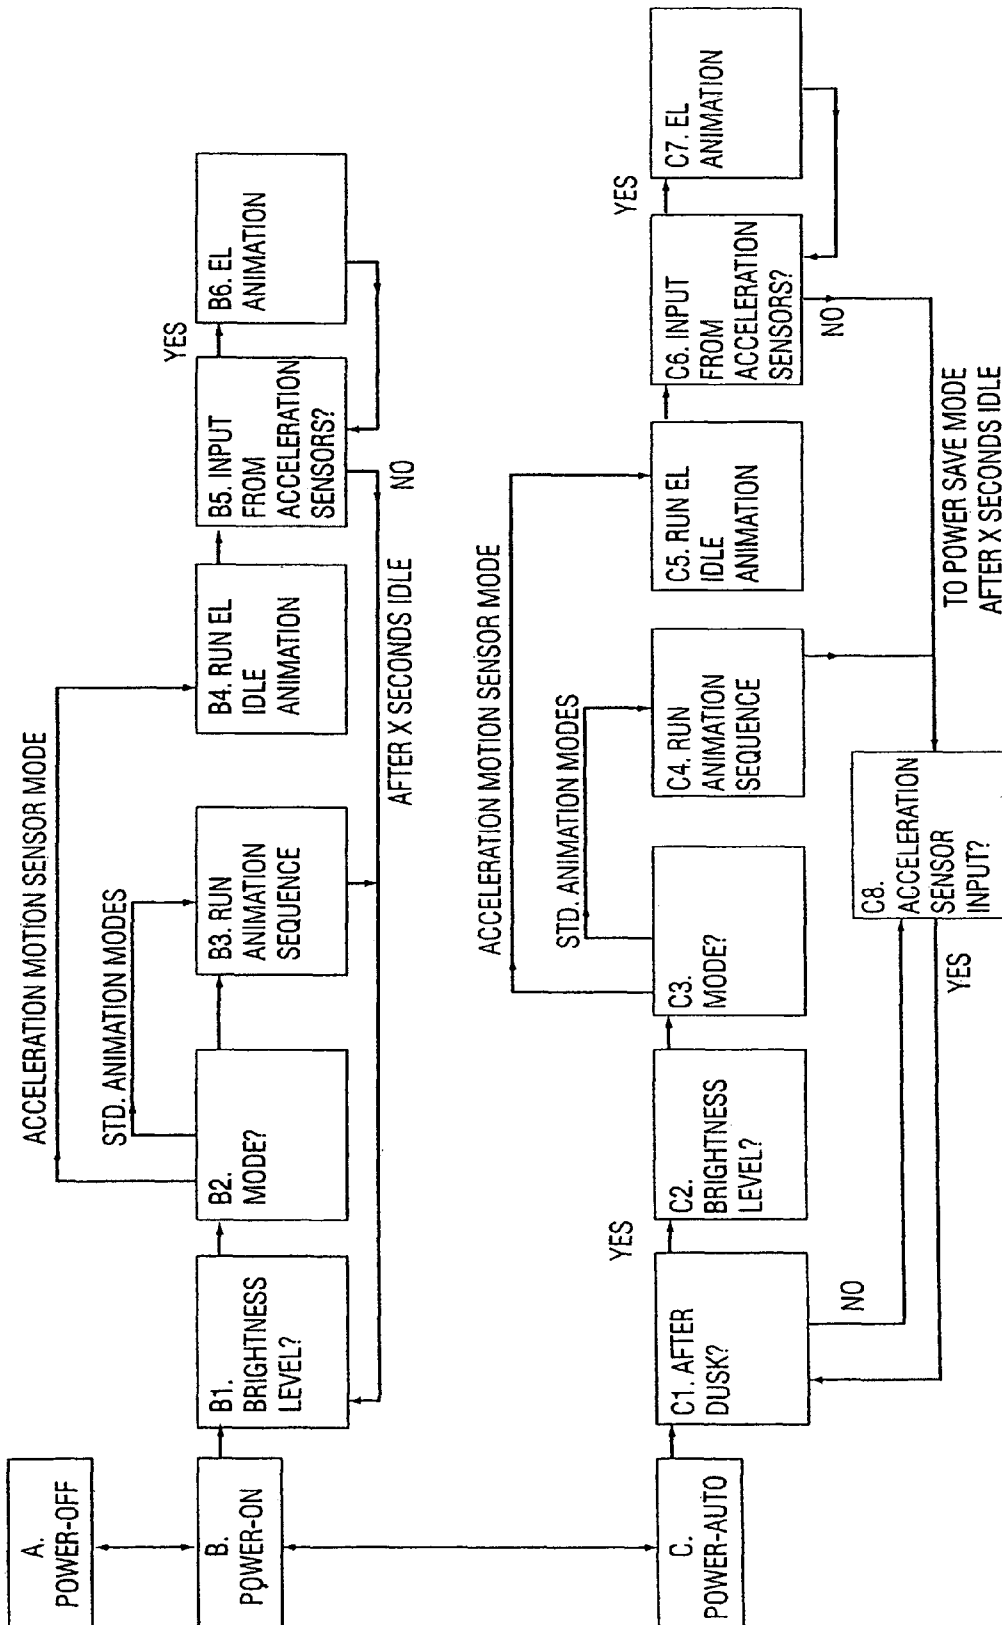 A.
POWER-OFF
B.
POWER-ON
B1.
BRIGHTNESS
LEVEL?
B2.
MODE?
STD. ANIMATION MODES
ACCELERATION MOTION SENSOR MODE
B3. RUN
ANIMATION
SEQUENCE
B4. RUN EL
IDLE
ANIMATION
B5. INPUT
FROM
ACCELERATION
SENSORS?
YES
B6. EL
ANIMATION
NO
AFTER X SECONDS IDLE
C.
POWER-AUTO
C1. AFTER
DUSK?
YES
NO
C2.
BRIGHTNESS
LEVEL?
C3.
MODE?
STD. ANIMATION MODES
ACCELERATION MOTION SENSOR MODE
C4. RUN
ANIMATION
SEQUENCE
C5. RUN EL
IDLE
ANIMATION
C6. INPUT
FROM
ACCELERATION
SENSORS?
YES
C7. EL
ANIMATION
NO
TO POWER SAVE MODE
AFTER X SECONDS IDLE
C8.
ACCELERATION
SENSOR
INPUT?
YES